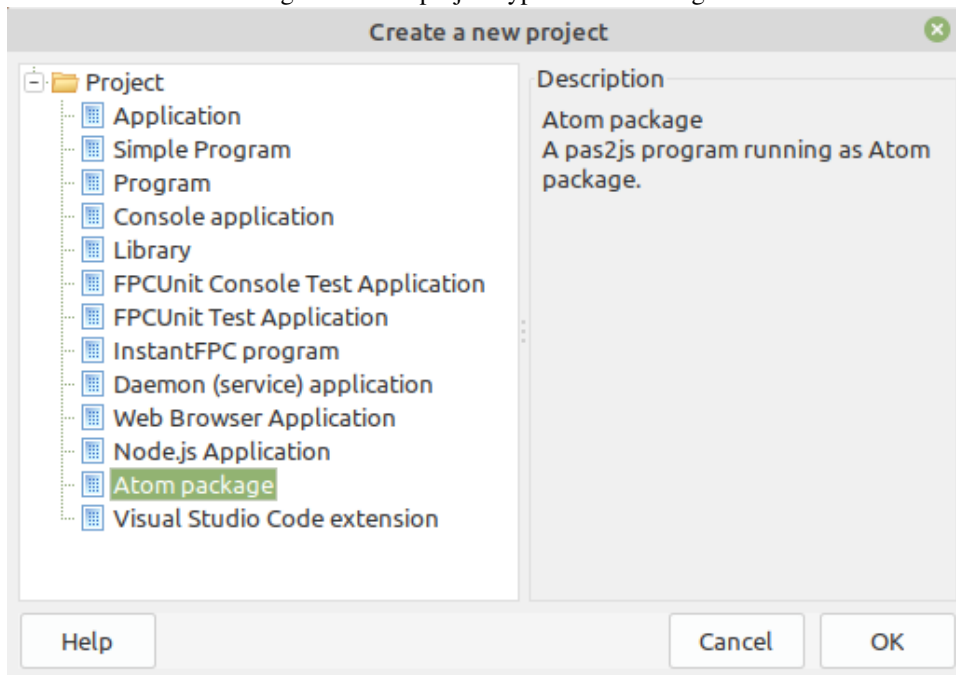 Create a new project
Project
Application
Simple Program
Program
Console application
Library
FPCUnit Console Test Application
FPCUnit Test Application
InstantFPC program
Daemon (service) application
Web Browser Application
Node.js Application
Atom package
Visual Studio Code extension
Description
Atom package
A pas2js program running as Atom
package.
Help
Cancel
OK